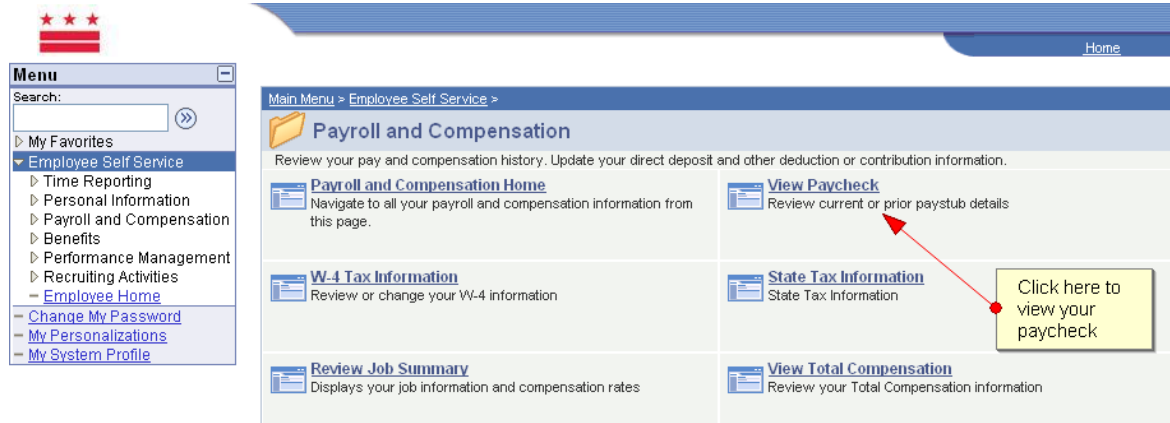 Home
Menu
Search:
My Favorites
Employee Self Service
Time Reporting
Personal Information
Payroll and Compensation
Benefits
Performance Management
Recruiting Activities
Employee Home
Change My Password
My Personalizations
My System Profile
Main Menu > Employee Self Service >
Payroll and Compensation
Review your pay and compensation history. Update your direct deposit and other deduction or contribution information.
Payroll and Compensation Home
Navigate to all your payroll and compensation information from
this page.
View Paycheck
Review current or prior paystub details
W-4 Tax Information
Review or change your W-4 information
State Tax Information
State Tax Information
Click here to
view your
paycheck
Review Job Summary
Displays your job information and compensation rates
View Total Compensation
Review your Total Compensation information